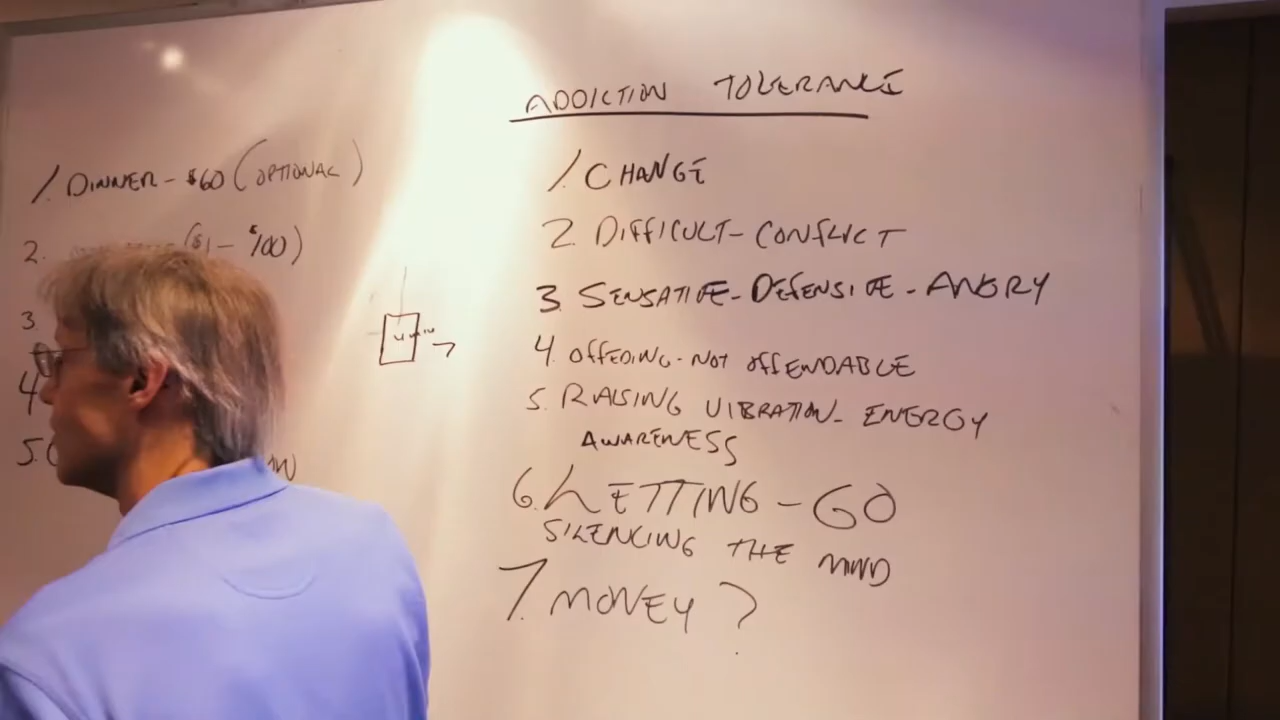 ADDICTION TOLERANCE
1. DINNER - $60 (OPTIONAL)
2. ($1 - $100)
3
4
5.
1. CHANGE
2. DIFFICULT - CONFLICT
3. SENSATIVE - DEFENSIVE - ANGRY
4. OFFEDING - NOT OFFENDABLE
5. RAISING VIBRATION - ENERGY
AWARENESS
6. LETTING - GO
SILENCING THE MIND
7. MONEY ?